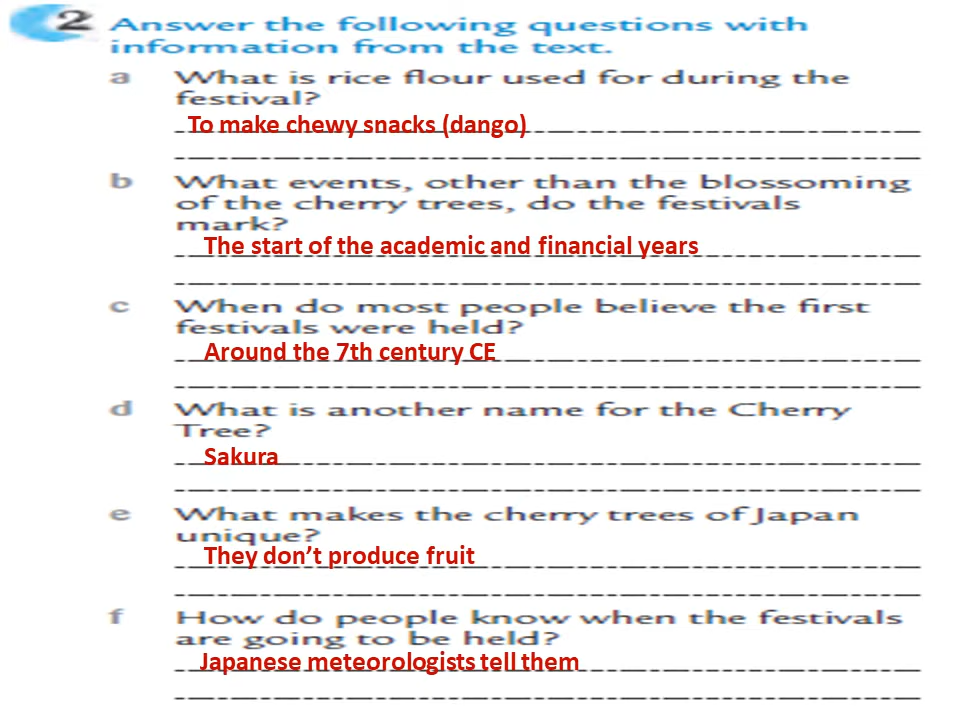 2 Answer the following questions with
information from the text.
a What is rice flour used for during the
festival?
To make chewy snacks (dango)
b What events, other than the blossoming
of the cherry trees, do the festivals
mark?
The start of the academic and financial years
c When do most people believe the first
festivals were held?
Around the 7th century CE
d What is another name for the Cherry
Tree?
Sakura
e What makes the cherry trees of Japan
unique?
They don’t produce fruit
f How do people know when the festivals
are going to be held?
Japanese meteorologists tell them